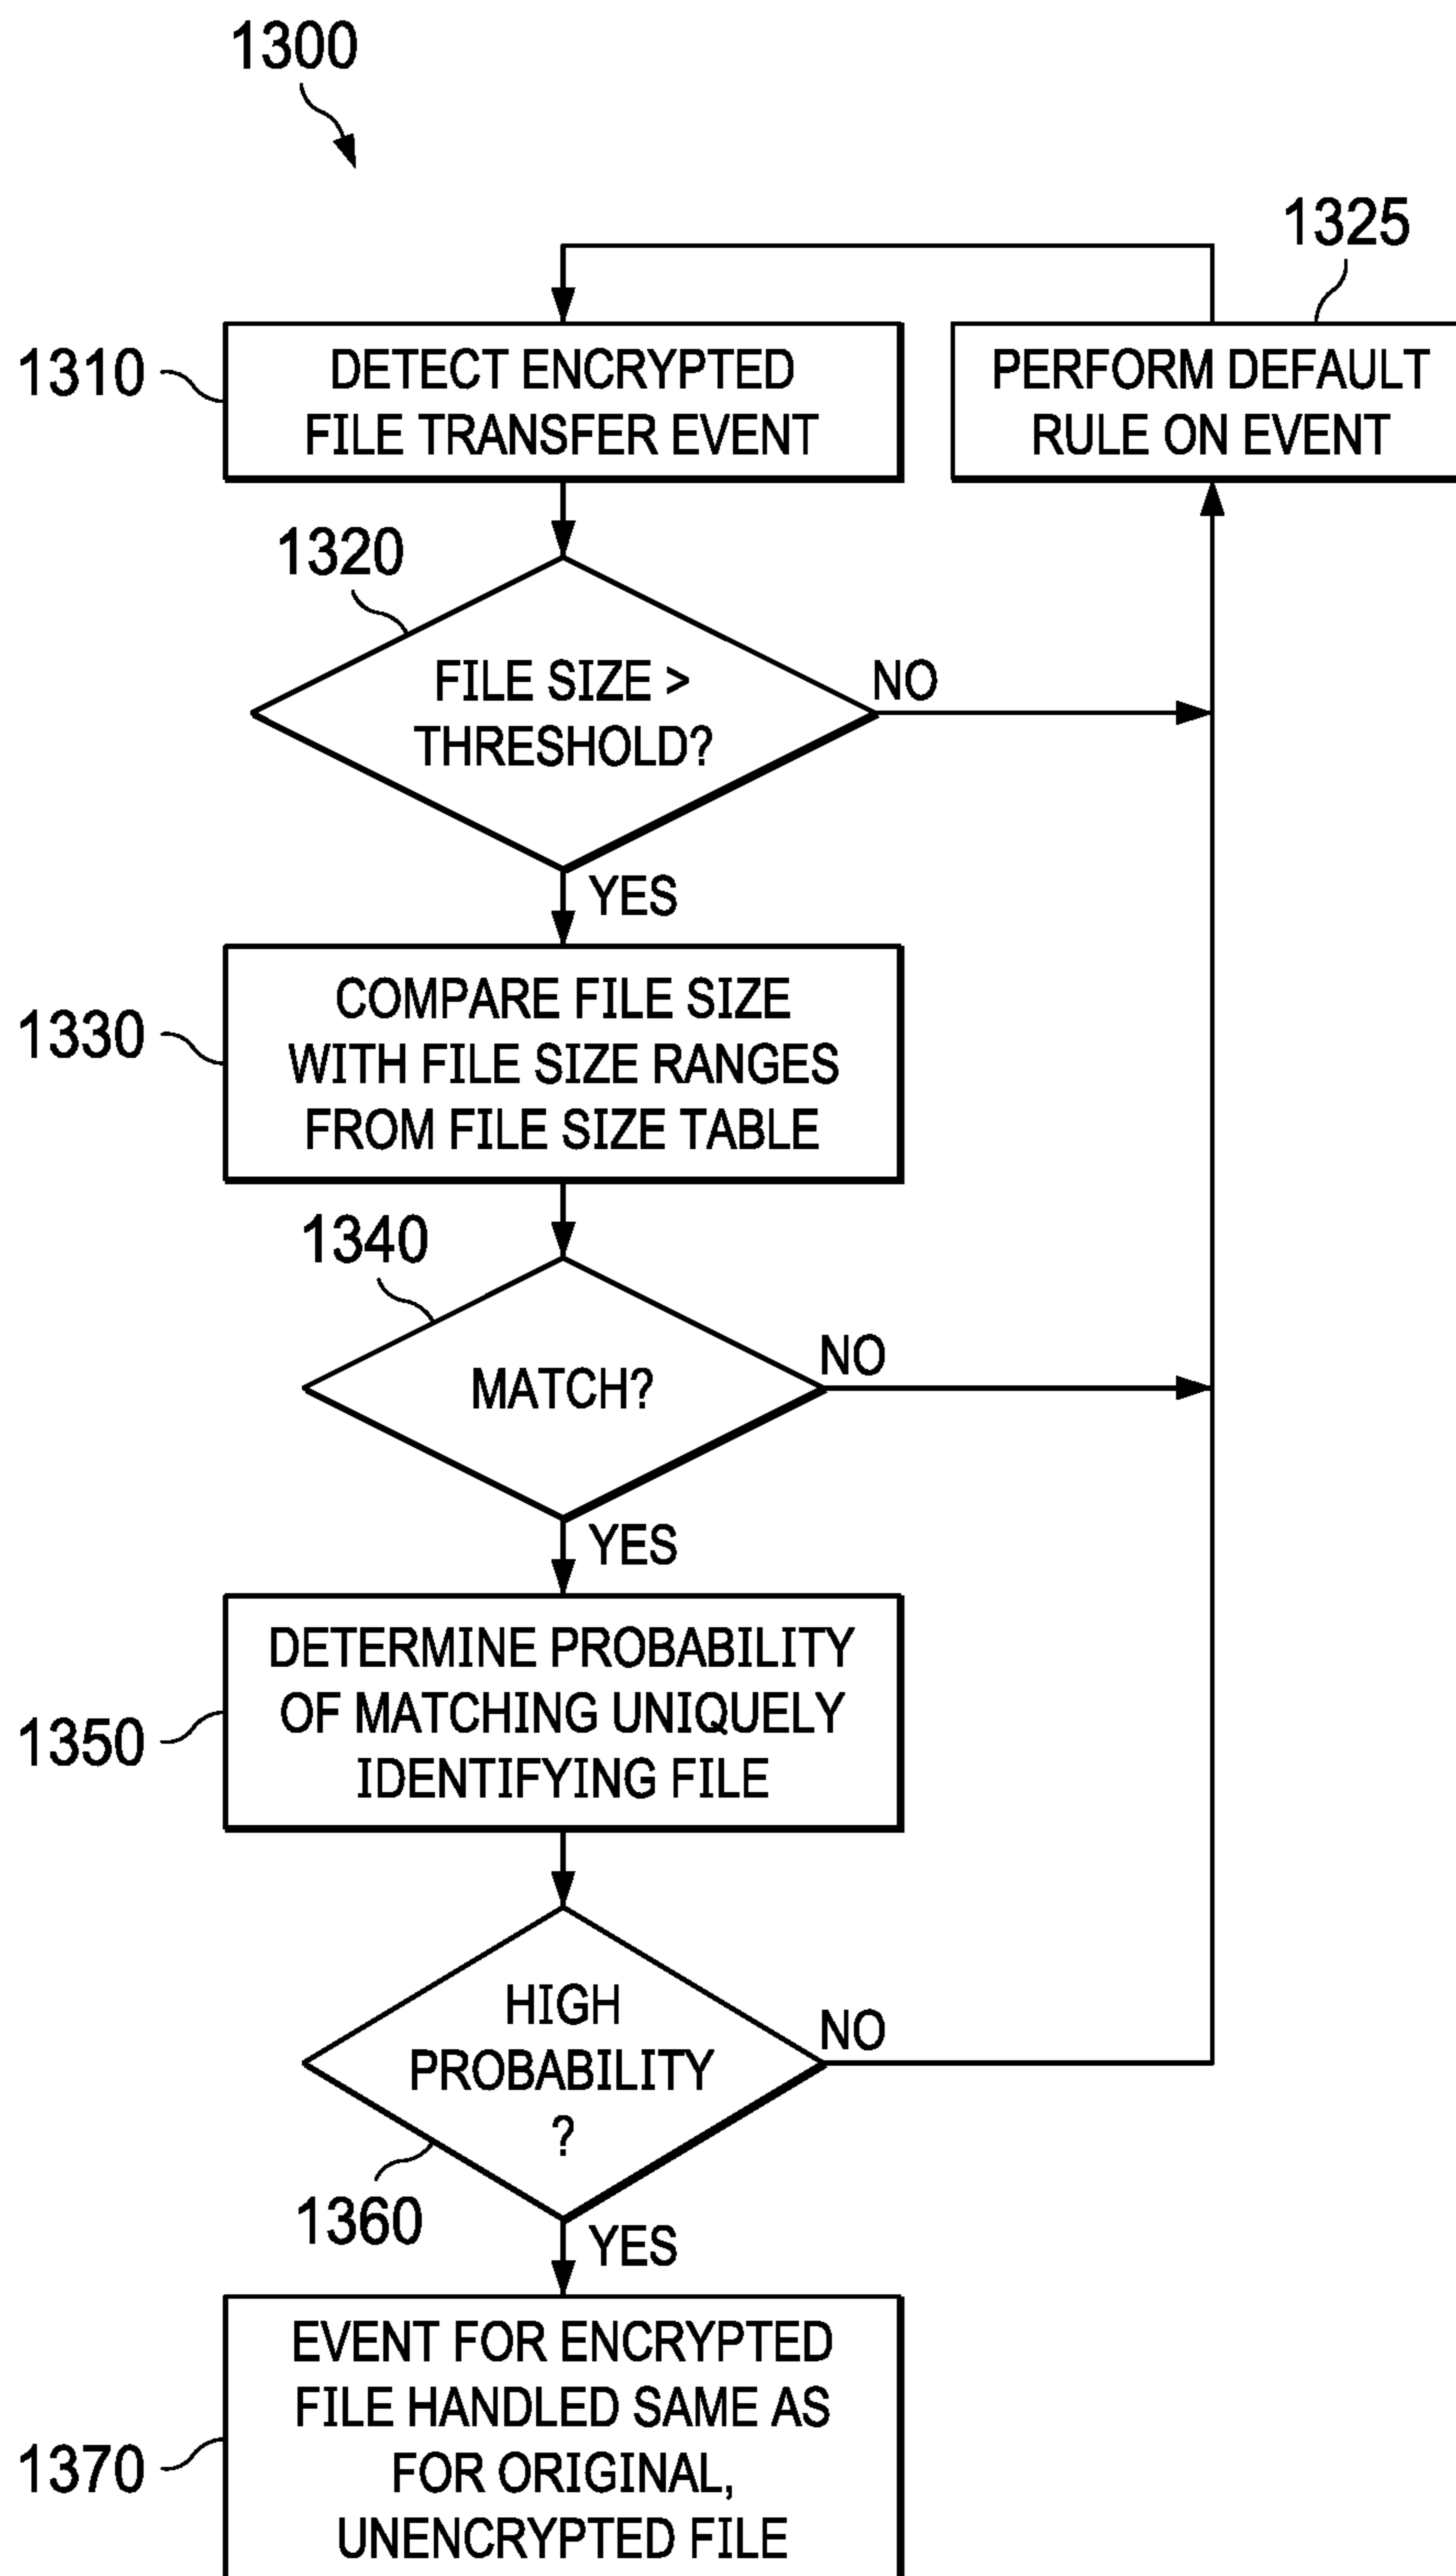 1300
1325
1310
DETECT ENCRYPTED
FILE TRANSFER EVENT
PERFORM DEFAULT
RULE ON EVENT
1320
FILE SIZE >
THRESHOLD?
NO
YES
1330
COMPARE FILE SIZE
WITH FILE SIZE RANGES
FROM FILE SIZE TABLE
1340
MATCH?
NO
YES
1350
DETERMINE PROBABILITY
OF MATCHING UNIQUELY
IDENTIFYING FILE
HIGH
PROBABILITY
?
NO
1360
YES
1370
EVENT FOR ENCRYPTED
FILE HANDLED SAME AS
FOR ORIGINAL,
UNENCRYPTED FILE